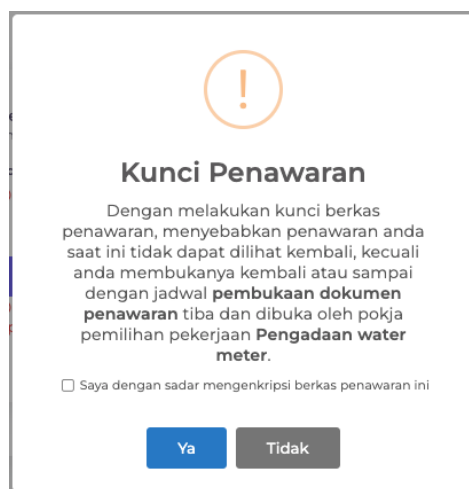 !
Kunci Penawaran
Dengan melakukan kunci berkas
penawaran, menyebabkan penawaran anda
saat ini tidak dapat dilihat kembali, kecuali
anda membukanya kembali atau sampai
dengan jadwal pembukaan dokumen
penawaran tiba dan dibuka oleh pokja
pemilihan pekerjaan Pengadaan water
meter.
Saya dengan sadar mengenkripsi berkas penawaran ini
Ya
Tidak